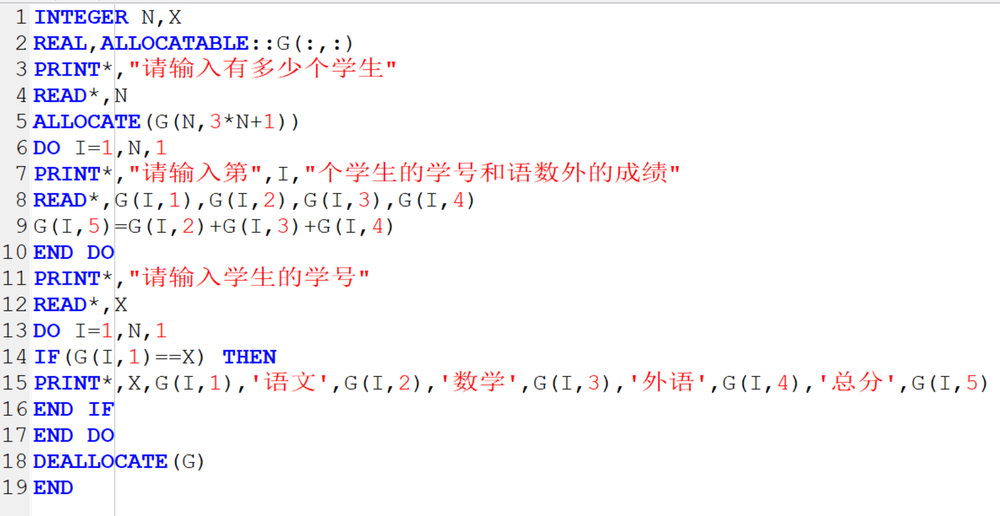 1 INTEGER N,X
2 REAL,ALLOCATABLE::G(:,:)
3 PRINT*,"请输入有多少个学生"
4 READ*,N
5 ALLOCATE(G(N,3*N+1))
6 DO I=1,N,1
7 PRINT*,"请输入第",I,"个学生的学号和语数外的成绩"
8 READ*,G(I,1),G(I,2),G(I,3),G(I,4)
9 G(I,5)=G(I,2)+G(I,3)+G(I,4)
10 END DO
11 PRINT*,"请输入学生的学号"
12 READ*,X
13 DO I=1,N,1
14 IF(G(I,1)==X) THEN
15 PRINT*,X,G(I,1),'语文',G(I,2),'数学',G(I,3),'外语',G(I,4),'总分',G(I,5)
16 END IF
17 END DO
18 DEALLOCATE(G)
19 END